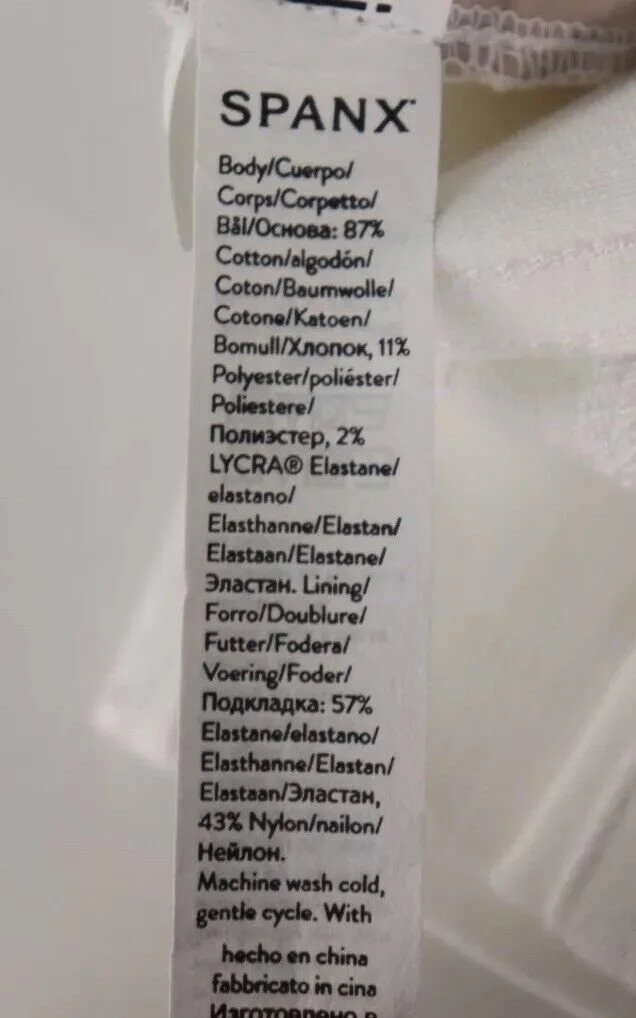 SPANX
Body/Cuerpo/
Corps/Corpetto/
Bål/Основа: 87%
Cotton/algodón/
Coton/Baumwolle/
Cotone/Katoen/
Bomull/Хлопок, 11%
Polyester/poliéster/
Poliestere/
Полиэстер, 2%
LYCRA® Elastane/
elastano/
Elasthanne/Elastan/
Elastaan/Elastane/
Эластан. Lining/
Forro/Doublure/
Futter/Fodera/
Voering/Foder/
Подкладка: 57%
Elastane/elastano/
Elasthanne/Elastan/
Elastaan/Эластан,
43% Nylon/nailon/
Нейлон.
Machine wash cold,
gentle cycle. With
hecho en china
fabbricato in cina
Изготовлено в